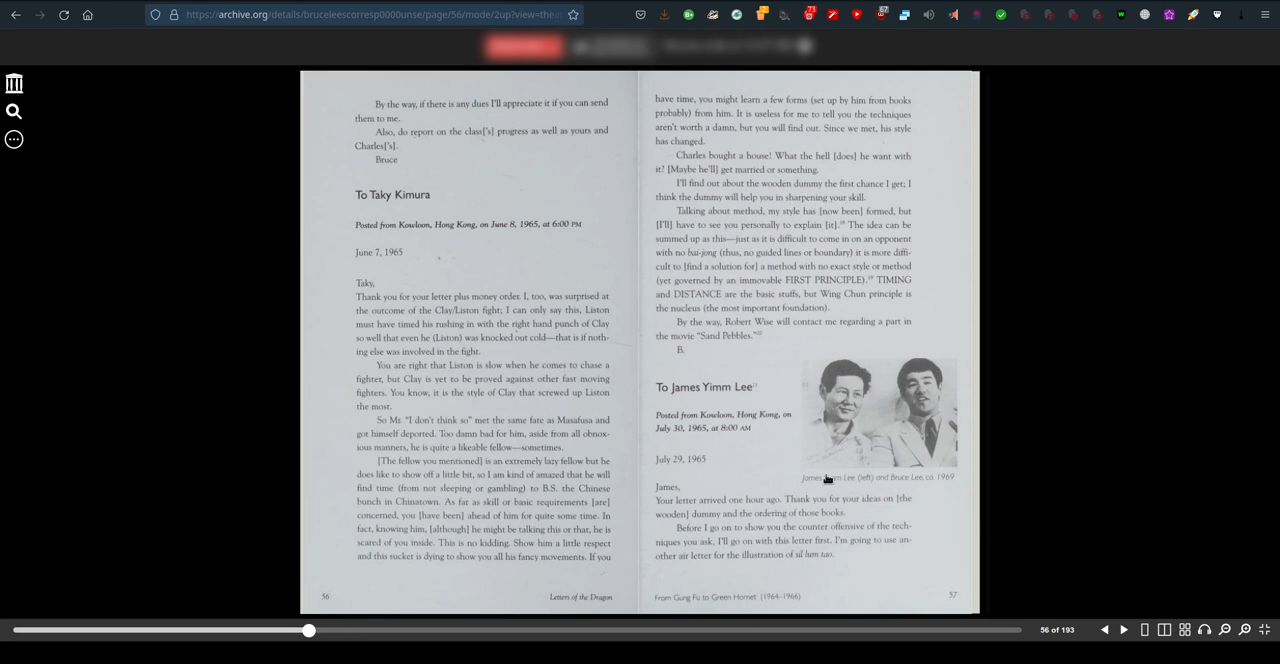 https://archive.org/details/bruceleescorresp0000unse/page/56/mode/2up?view=thea
73
67
By the way, if there is any dues I'll appreciate it if you can send
them to me.
Also, do report on the class['s] progress as well as yours and
Charles['s].
Bruce
To Taky Kimura
Posted from Kowloon, Hong Kong, on June 8, 1965, at 6:00 PM
June 7, 1965
Taky,
Thank you for your letter plus money order. I, too, was surprised at
the outcome of the Clay/Liston fight; I can only say this, Liston
must have timed his rushing in with the right hand punch of Clay
so well that even he (Liston) was knocked out cold—that is if noth-
ing else was involved in the fight.
You are right that Liston is slow when he comes to chase a
fighter, but Clay is yet to be proved against other fast moving
fighters. You know, it is the style of Clay that screwed up Liston
the most.
So Mr. "I don't think so" met the same fate as Masafusa and
got himself deported. Too damn bad for him, aside from all obnox-
ious manners, he is quite a likeable fellow—sometimes.
[The fellow you mentioned] is an extremely lazy fellow but he
does like to show off a little bit, so I am kind of amazed that he will
find time (from not sleeping or gambling) to B.S. the Chinese
bunch in Chinatown. As far as skill or basic requirements [are]
concerned, you [have been] ahead of him for quite some time. In
fact, knowing him, [although] he might be talking this or that, he is
scared of you inside. This is no kidding. Show him a little respect
and this sucker is dying to show you all his fancy movements. If you
56
Letters of the Dragon
have time, you might learn a few forms (set up by him from books
probably) from him. It is useless for me to tell you the techniques
aren't worth a damn, but you will find out. Since we met, his style
has changed.
Charles bought a house! What the hell [does] he want with
it? [Maybe he'll] get married or something.
I'll find out about the wooden dummy the first chance I get; I
think the dummy will help you in sharpening your skill.
Talking about method, my style has [now been] formed, but
[I'll] have to see you personally to explain [it].18 The idea can be
summed up as this—just as it is difficult to come in on an opponent
with no bai-jong (thus, no guided lines or boundary) it is more diffi-
cult to [find a solution for] a method with no exact style or method
(yet governed by an immovable FIRST PRINCIPLE).19 TIMING
and DISTANCE are the basic stuffs, but Wing Chun principle is
the nucleus (the most important foundation).
By the way, Robert Wise will contact me regarding a part in
the movie "Sand Pebbles."20
B.
To James Yimm Lee21
Posted from Kowloon, Hong Kong, on
July 30, 1965, at 8:00 AM
July 29, 1965
James Yimm Lee (left) and Bruce Lee, ca. 1969
James,
Your letter arrived one hour ago. Thank you for your ideas on [the
wooden] dummy and the ordering of those books.
Before I go on to show you the counter offensive of the tech-
niques you ask, I'll go on with this letter first. I'm going to use an-
other air letter for the illustration of sil lum tao.
From Gung Fu to Green Hornet (1964–1966)
57
56 of 193